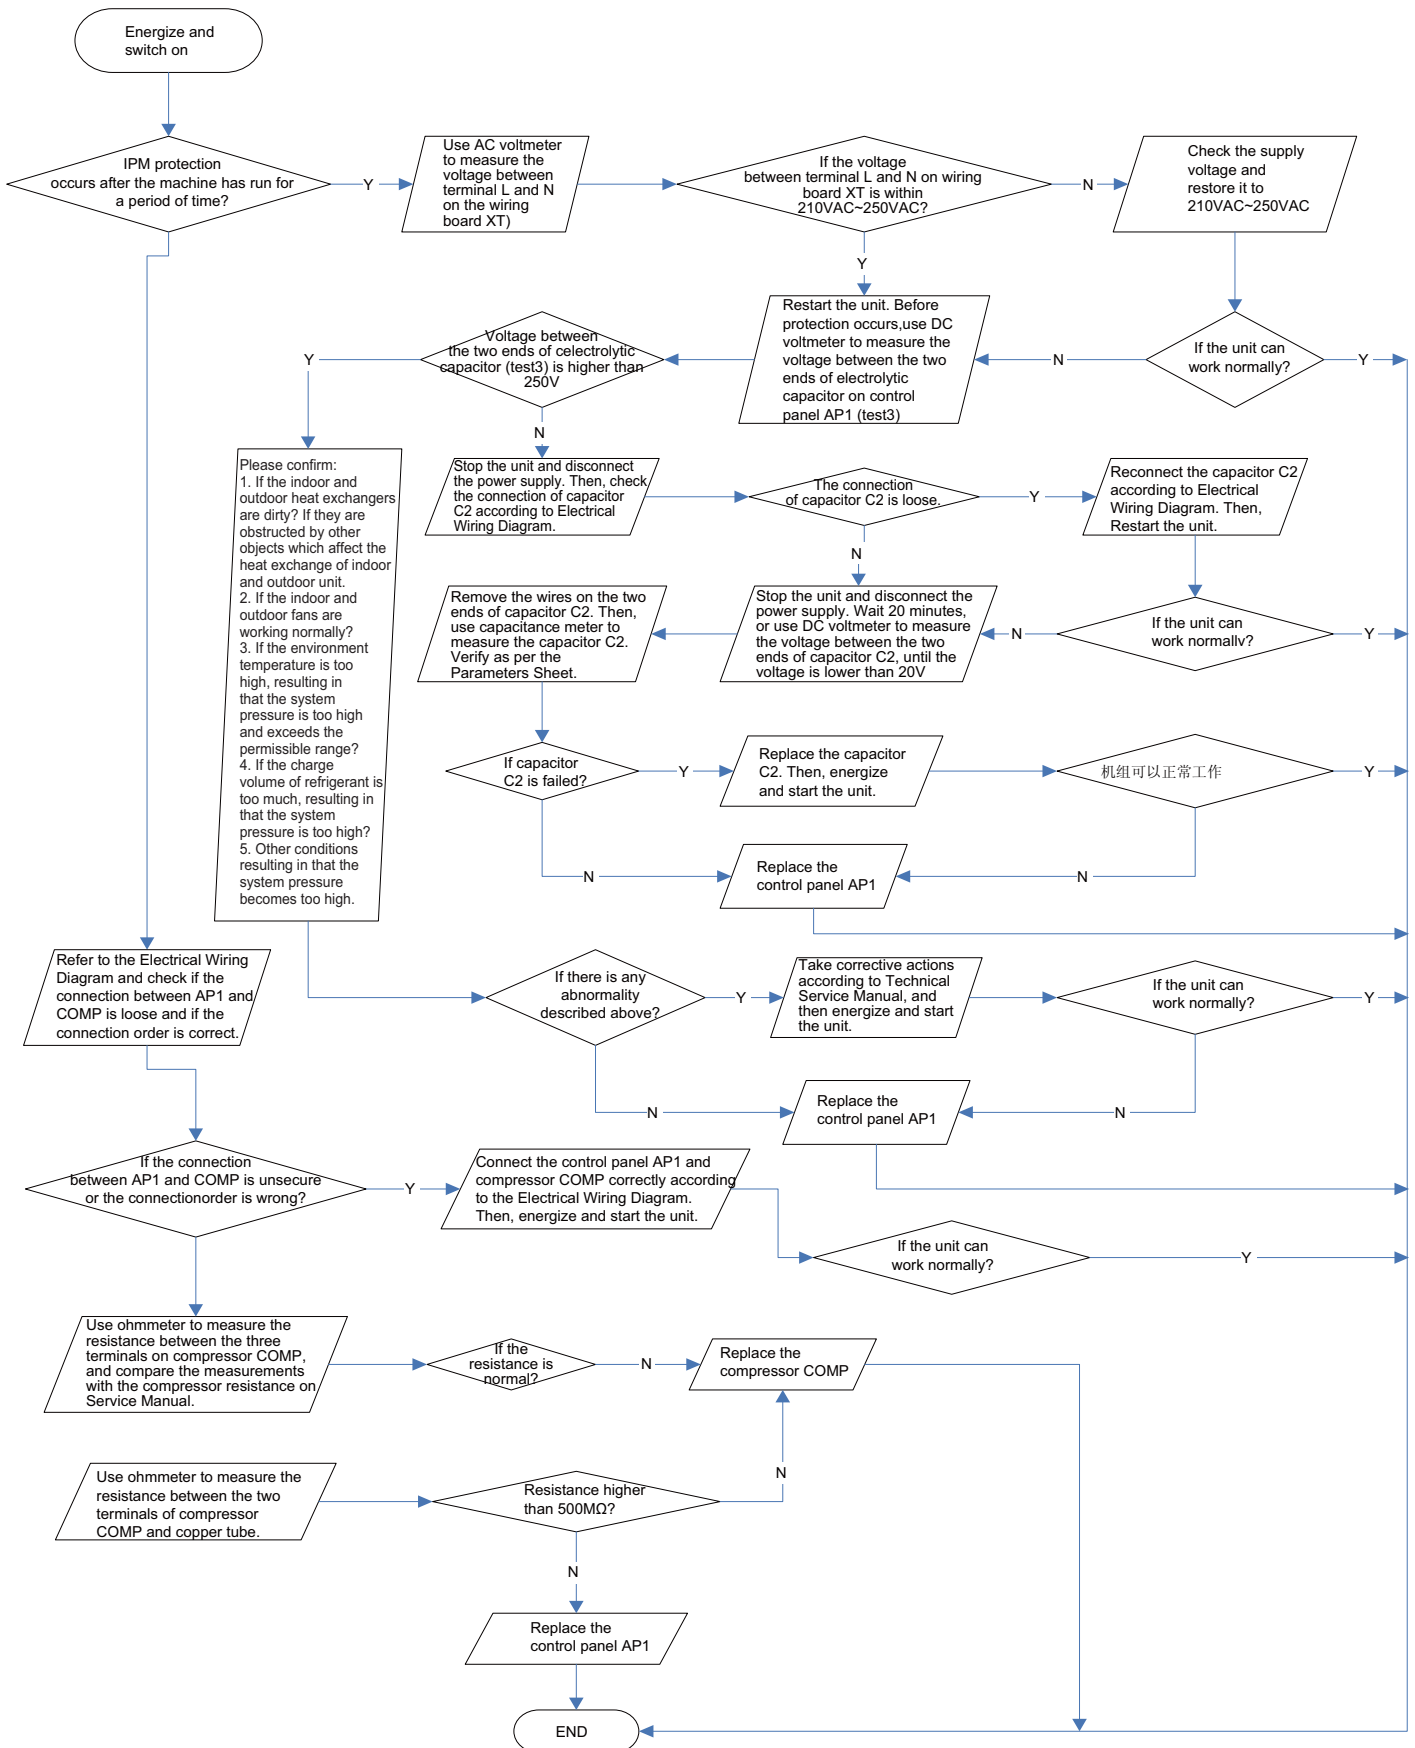 Energize and
switch on
IPM protection
occurs after the machine has run for
a period of time?
Y
Use AC voltmeter
to measure the
voltage between
terminal L and N
on the wiring
board XT)
If the voltage
between terminal L and N on wiring
board XT is within
210VAC~250VAC?
N
Check the supply
voltage and
restore it to
210VAC~250VAC
Y
Restart the unit. Before
protection occurs,use DC
voltmeter to measure the
voltage between the two
ends of electrolytic
capacitor on control
panel AP1 (test3)
Y
Voltage between
the two ends of celectrolytic
capacitor (test3) is higher than
250V
N
If the unit can
work normally?
Y
N
Please confirm:
1. If the indoor and
outdoor heat exchangers
are dirty? If they are
obstructed by other
objects which affect the
heat exchange of indoor
and outdoor unit.
2. If the indoor and
outdoor fans are
working normally?
3. If the environment
temperature is too
high, resulting in
that the system
pressure is too high
and exceeds the
permissible range?
4. If the charge
volume of refrigerant is
too much, resulting in
that the system
pressure is too high?
5. Other conditions
resulting in that the
system pressure
becomes too high.
Stop the unit and disconnect
the power supply. Then, check
the connection of capacitor
C2 according to Electrical
Wiring Diagram.
The connection
of capacitor C2 is loose.
Y
Reconnect the capacitor C2
according to Electrical
Wiring Diagram. Then,
Restart the unit.
N
Remove the wires on the two
ends of capacitor C2. Then,
use capacitance meter to
measure the capacitor C2.
Verify as per the
Parameters Sheet.
Stop the unit and disconnect the
power supply. Wait 20 minutes,
or use DC voltmeter to measure
the voltage between the two
ends of capacitor C2, until the
voltage is lower than 20V
N
If the unit can
work normallv?
Y
If capacitor
C2 is failed?
Y
Replace the capacitor
C2. Then, energize
and start the unit.
机组可以正常工作
Y
N
Replace the
control panel AP1
N
Refer to the Electrical Wiring
Diagram and check if the
connection between AP1 and
COMP is loose and if the
connection order is correct.
If there is any
abnormality
described above?
Y
Take corrective actions
according to Technical
Service Manual, and
then energize and start
the unit.
If the unit can
work normally?
Y
N
Replace the
control panel AP1
N
If the connection
between AP1 and COMP is unsecure
or the connectionorder is wrong?
Y
Connect the control panel AP1 and
compressor COMP correctly according
to the Electrical Wiring Diagram.
Then, energize and start the unit.
If the unit can
work normally?
Y
Use ohmmeter to measure the
resistance between the three
terminals on compressor COMP,
and compare the measurements
with the compressor resistance on
Service Manual.
If the
resistance is
normal?
N
Replace the
compressor COMP
Use ohmmeter to measure the
resistance between the two
terminals of compressor
COMP and copper tube.
Resistance higher
than 500MΩ?
N
N
Replace the
control panel AP1
END